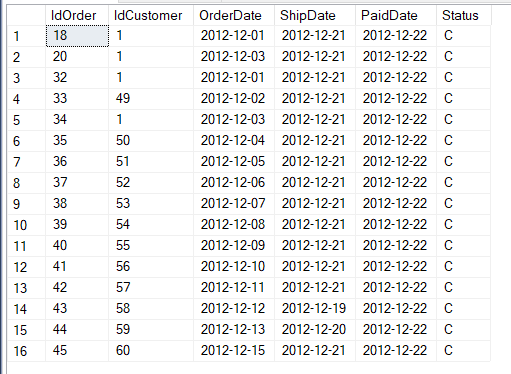 IdOrder IdCustomer OrderDate ShipDate PaidDate Status
1 18 1 2012-12-01 2012-12-21 2012-12-22 C
2 20 1 2012-12-03 2012-12-21 2012-12-22 C
3 32 1 2012-12-01 2012-12-21 2012-12-22 C
4 33 49 2012-12-02 2012-12-21 2012-12-22 C
5 34 1 2012-12-03 2012-12-21 2012-12-22 C
6 35 50 2012-12-04 2012-12-21 2012-12-22 C
7 36 51 2012-12-05 2012-12-21 2012-12-22 C
8 37 52 2012-12-06 2012-12-21 2012-12-22 C
9 38 53 2012-12-07 2012-12-21 2012-12-22 C
10 39 54 2012-12-08 2012-12-21 2012-12-22 C
11 40 55 2012-12-09 2012-12-21 2012-12-22 C
12 41 56 2012-12-10 2012-12-21 2012-12-22 C
13 42 57 2012-12-11 2012-12-21 2012-12-22 C
14 43 58 2012-12-12 2012-12-19 2012-12-22 C
15 44 59 2012-12-13 2012-12-20 2012-12-22 C
16 45 60 2012-12-15 2012-12-21 2012-12-22 C